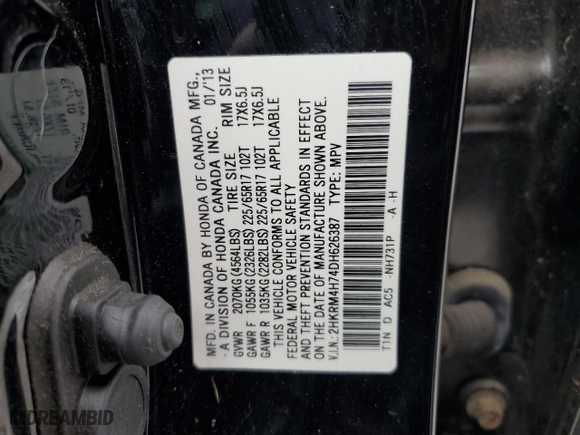 MFD. IN CANADA BY HONDA OF CANADA MFG.,
- A DIVISION OF HONDA CANADA INC. 01/'13
GVWR 2070KG (4564LBS) TIRE SIZE RIM SIZE
GAWR F 1055KG (2326LBS) 225/65R17 102T 17X6.5J
GAWR R 1035KG (2282LBS) 225/65R17 102T 17X6.5J
THIS VEHICLE CONFORMS TO ALL APPLICABLE
FEDERAL MOTOR VEHICLE SAFETY
AND THEFT PREVENTION STANDARDS IN EFFECT
ON THE DATE OF MANUFACTURE SHOWN ABOVE.
V.I.N.: 2HKRM4H74DH626387 TYPE: MPV
T1N D AC5 -NH731P -A -H
DREAMBID